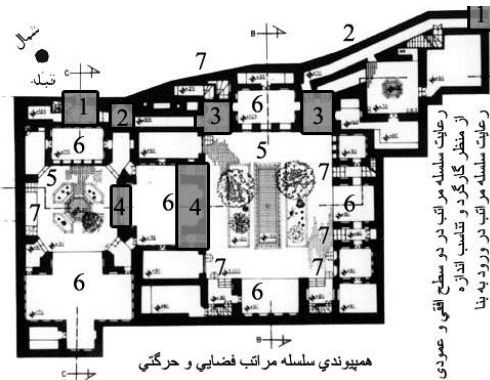 شمال
قبله
1
2
7
1
2
3
6
3
5
5
7
6
4
6
4
6
7
7
6
7
7
6
C
B
C
B
همپیوندي سلسله مراتب فضایي و حرکتي
رعایت سلسله مراتب در ورود به بنا
از منظر کارکرد و تناسب اندازه
رعایت سلسله مراتب در دو سطح افقي و عمودی